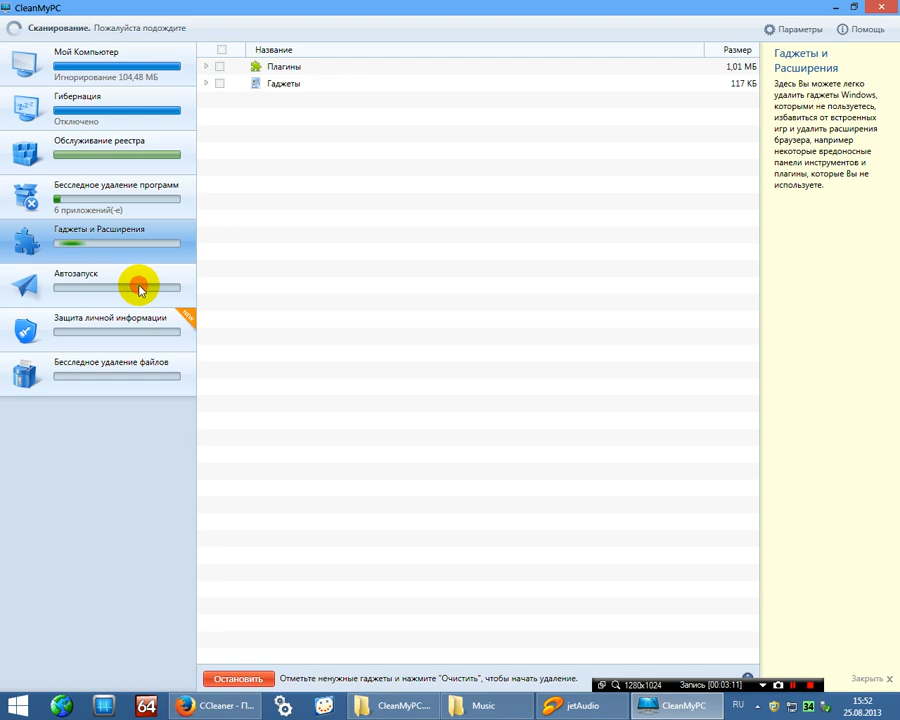 CleanMyPC
Сканирование. Пожалуйста подождите
Параметры
Помощь
Мой Компьютер
Игнорирование 104,48 МБ
Гибернация
Отключено
Обслуживание реестра
Бесследное удаление программ
6 приложений(-е)
Гаджеты и Расширения
Автозапуск
Защита личной информации
NEW
Бесследное удаление файлов
Название
Размер
Плагины
1,01 МБ
Гаджеты
117 КБ
Гаджеты и
Расширения
Здесь Вы можете легко
удалить гаджеты Windows,
которыми не пользуетесь,
избавиться от встроенных
игр и удалить расширения
браузера, например
некоторые вредоносные
панели инструментов и
плагины, которые Вы не
используете.
Остановить
Отметьте ненужные гаджеты и нажмите "Очистить", чтобы начать удаление.
Закрыть
1280x1024
Запись [00:03:11]
64
CCleaner - П...
CleanMyPC....
Music
jetAudio
CleanMyPC
RU
34
15:52
25.08.2013